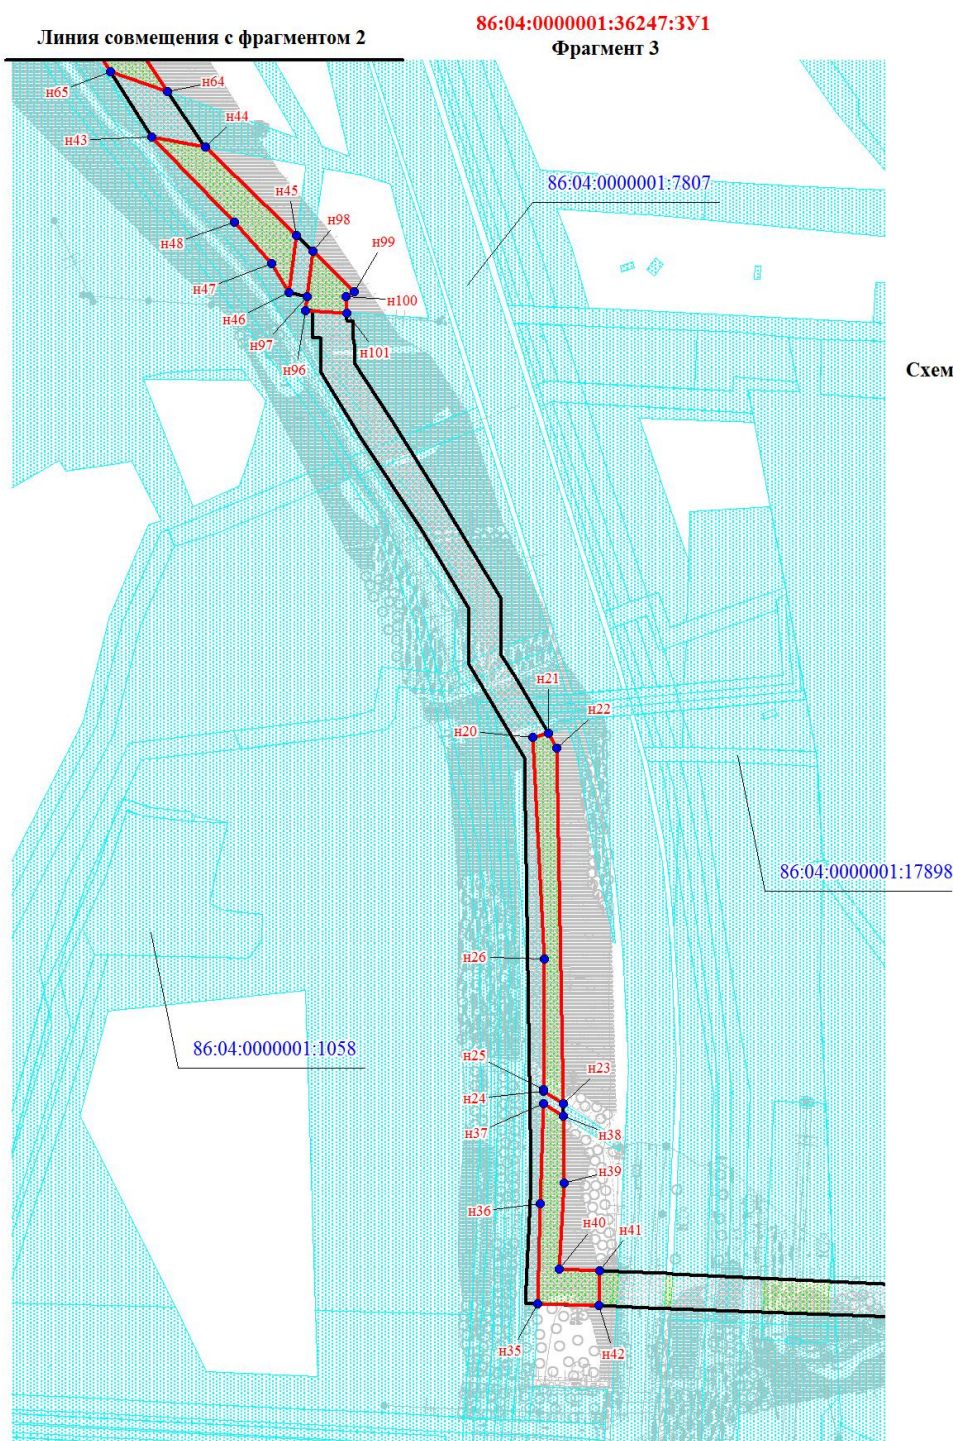 86:04:0000001:36247:ЗУ1
Линия совмещения с фрагментом 2
Фрагмент 3
н65
н64
н43
н44
86:04:0000001:7807
н45
н98
н48
н99
н47
н100
н46
н101
н97
н96
Схем
н21
н20
н22
86:04:0000001:17898
н26
86:04:0000001:1058
н25
н23
н24
н37
н38
н39
н36
н40
н41
н35
н42